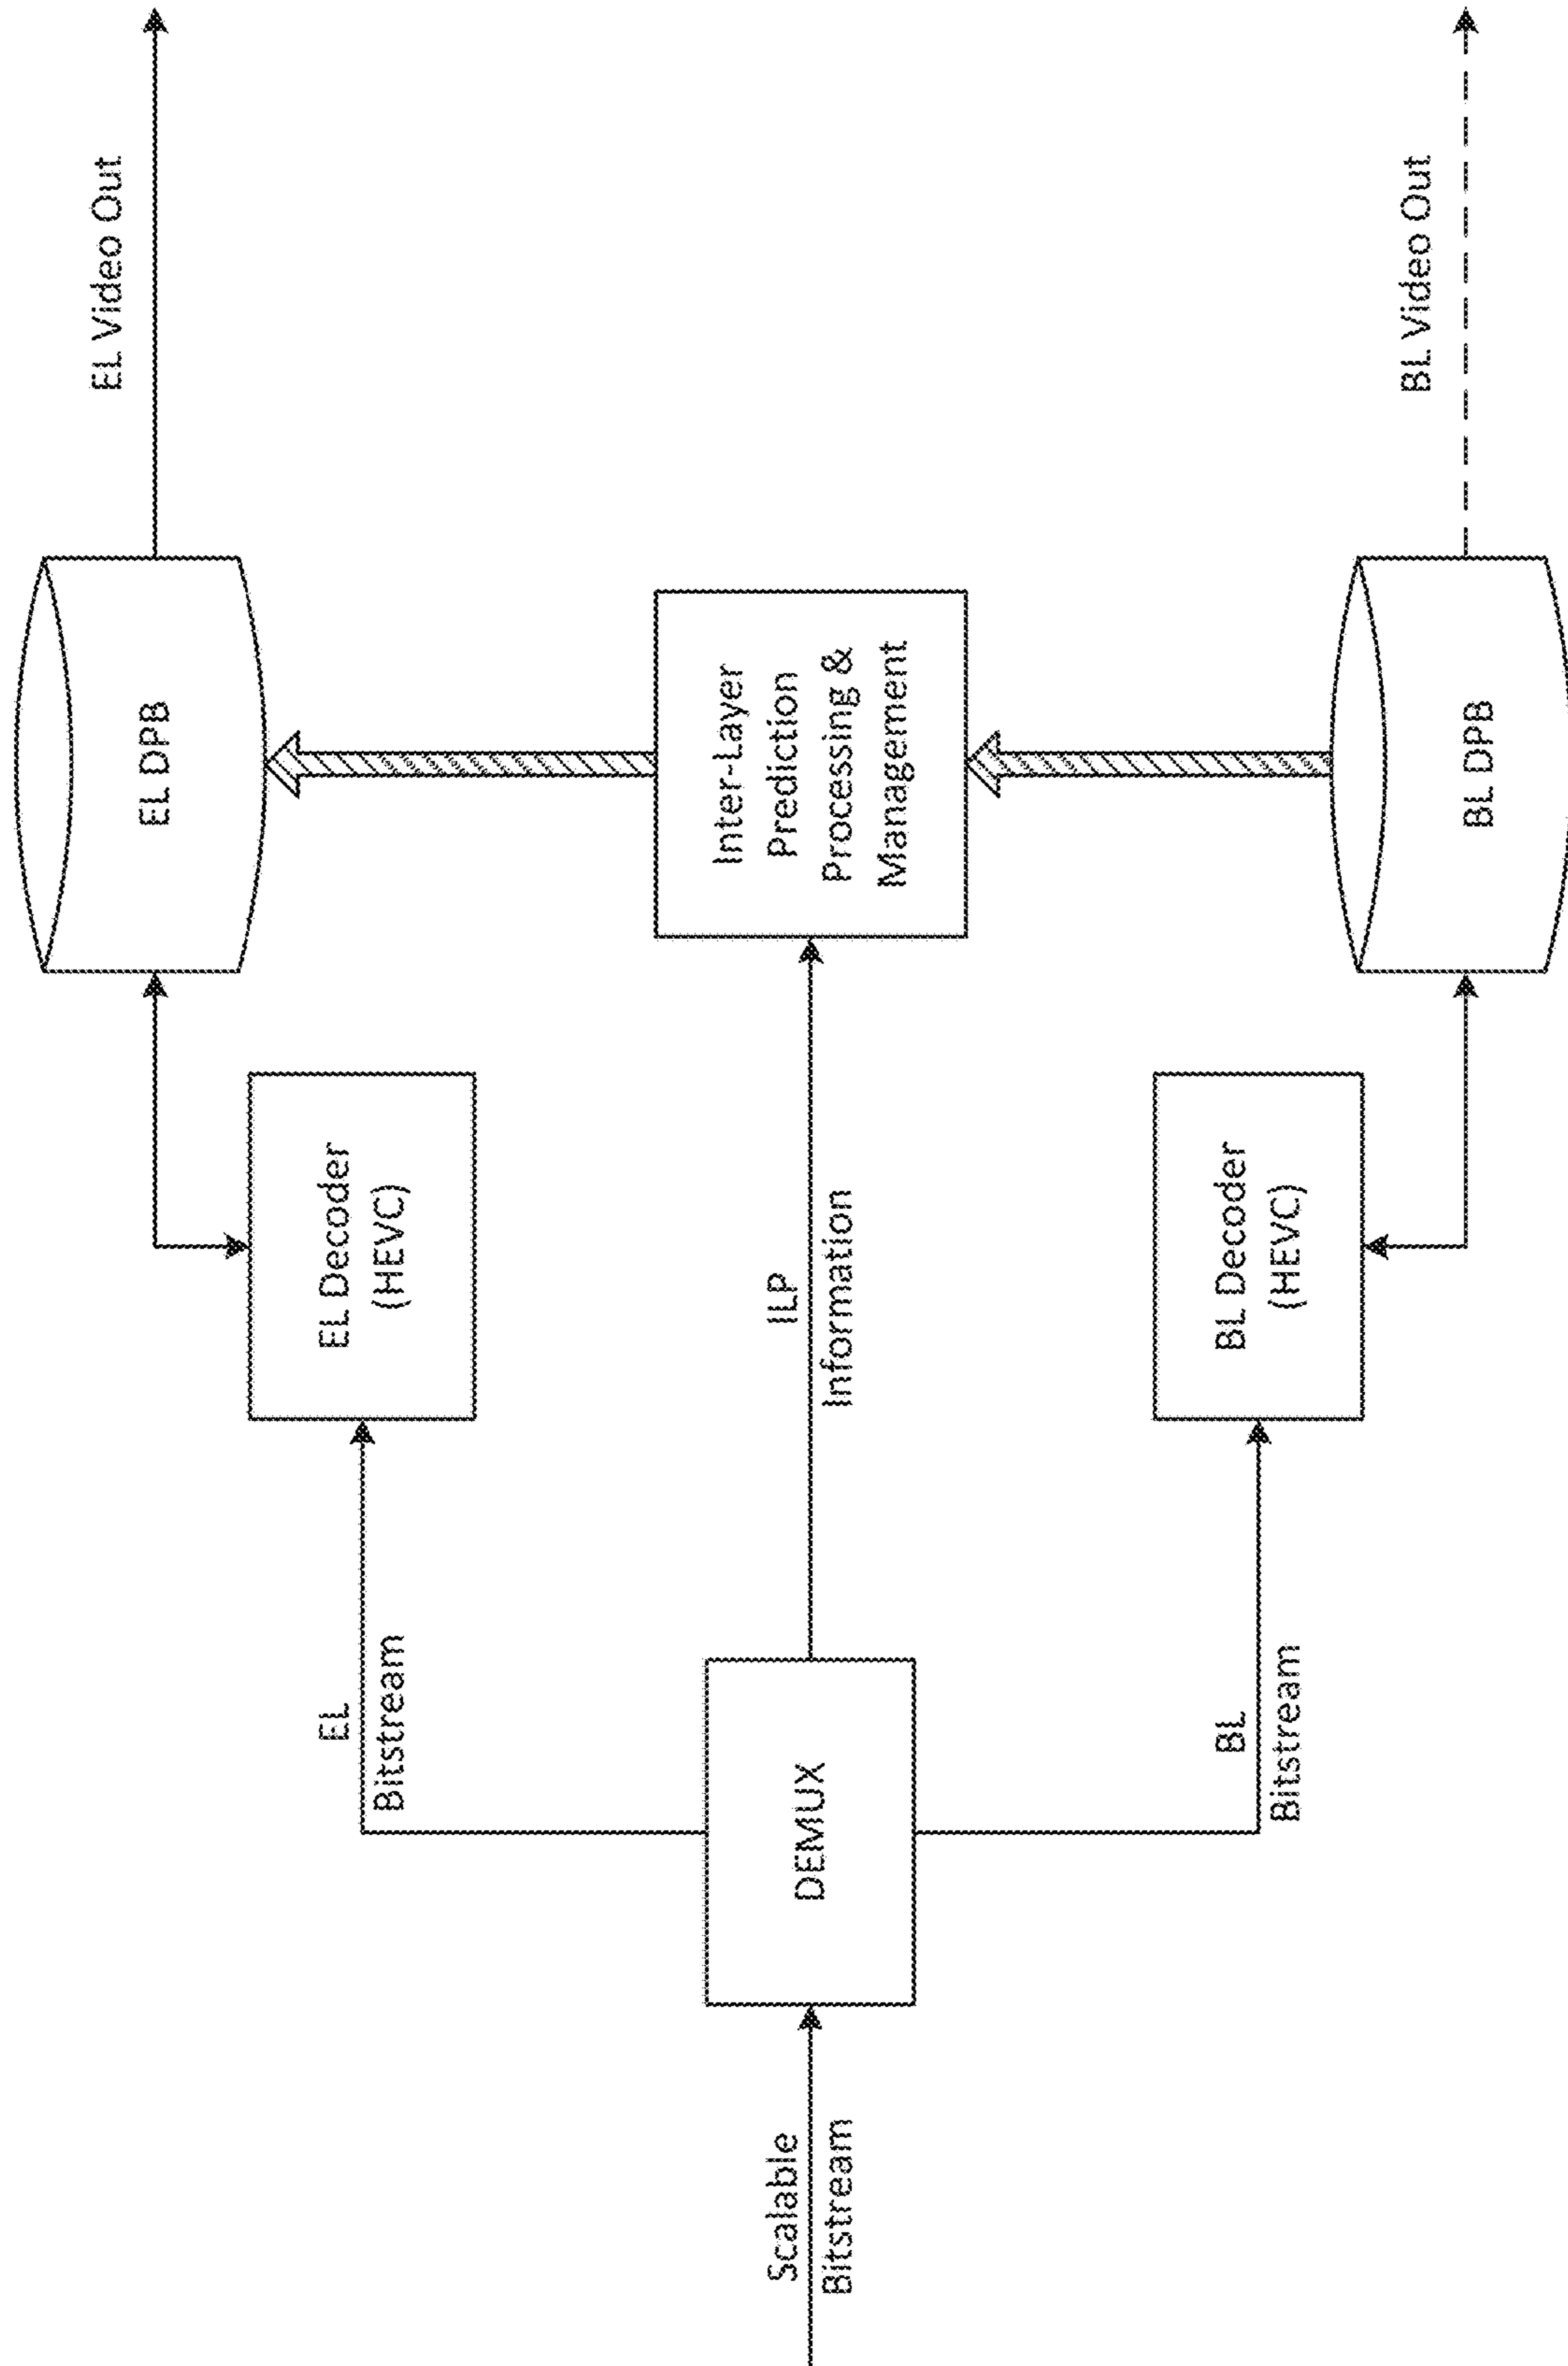 Scalable
Bitstream
DEMUX
EL
Bitstream
ILP
Information
BL
Bitstream
EL Decoder
(HEVC)
BL Decoder
(HEVC)
EL DPB
Inter-Layer
Prediction
Processing &
Management
BL DPB
EL Video Out
BL Video Out